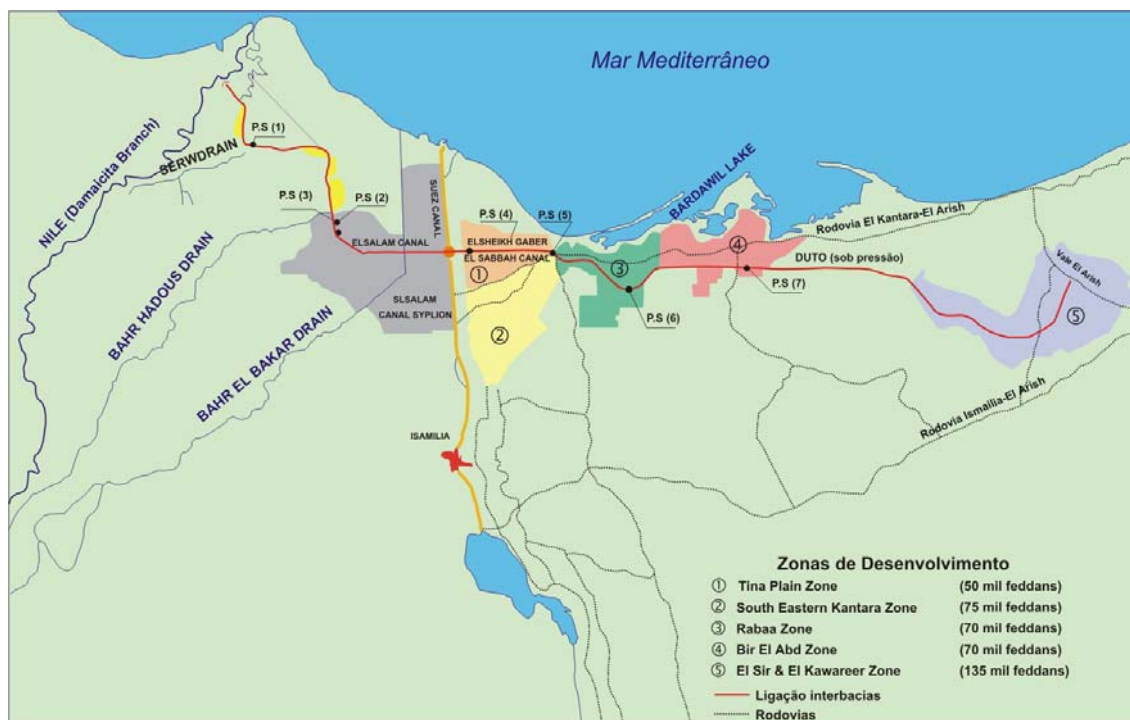 Mar Mediterrâneo
NILE (Damaicita Branch)
P.S (1)
SERWDRAIN
P.S (3)
P.S (2)
BAHR HADOUS DRAIN
BAHR EL BAKAR DRAIN
ELSALAM CANAL
SUEZ CANAL
SLSALAM
CANAL SYPLION
P.S (4)
P.S (5)
ELSHEIKH GABER
EL SABBAH CANAL
1
2
3
P.S (6)
BARDAWIL LAKE
4
P.S (7)
Rodovia El Kantara-El Arish
DUTO (sob pressão)
Vale El Arish
5
Rodovia Ismailia-El Arish
ISAMILIA
Zonas de Desenvolvimento
1 Tina Plain Zone (50 mil feddans)
2 South Eastern Kantara Zone (75 mil feddans)
3 Rabaa Zone (70 mil feddans)
4 Bir El Abd Zone (70 mil feddans)
5 El Sir & El Kawareer Zone (135 mil feddans)
Ligação interbacias
Rodovias